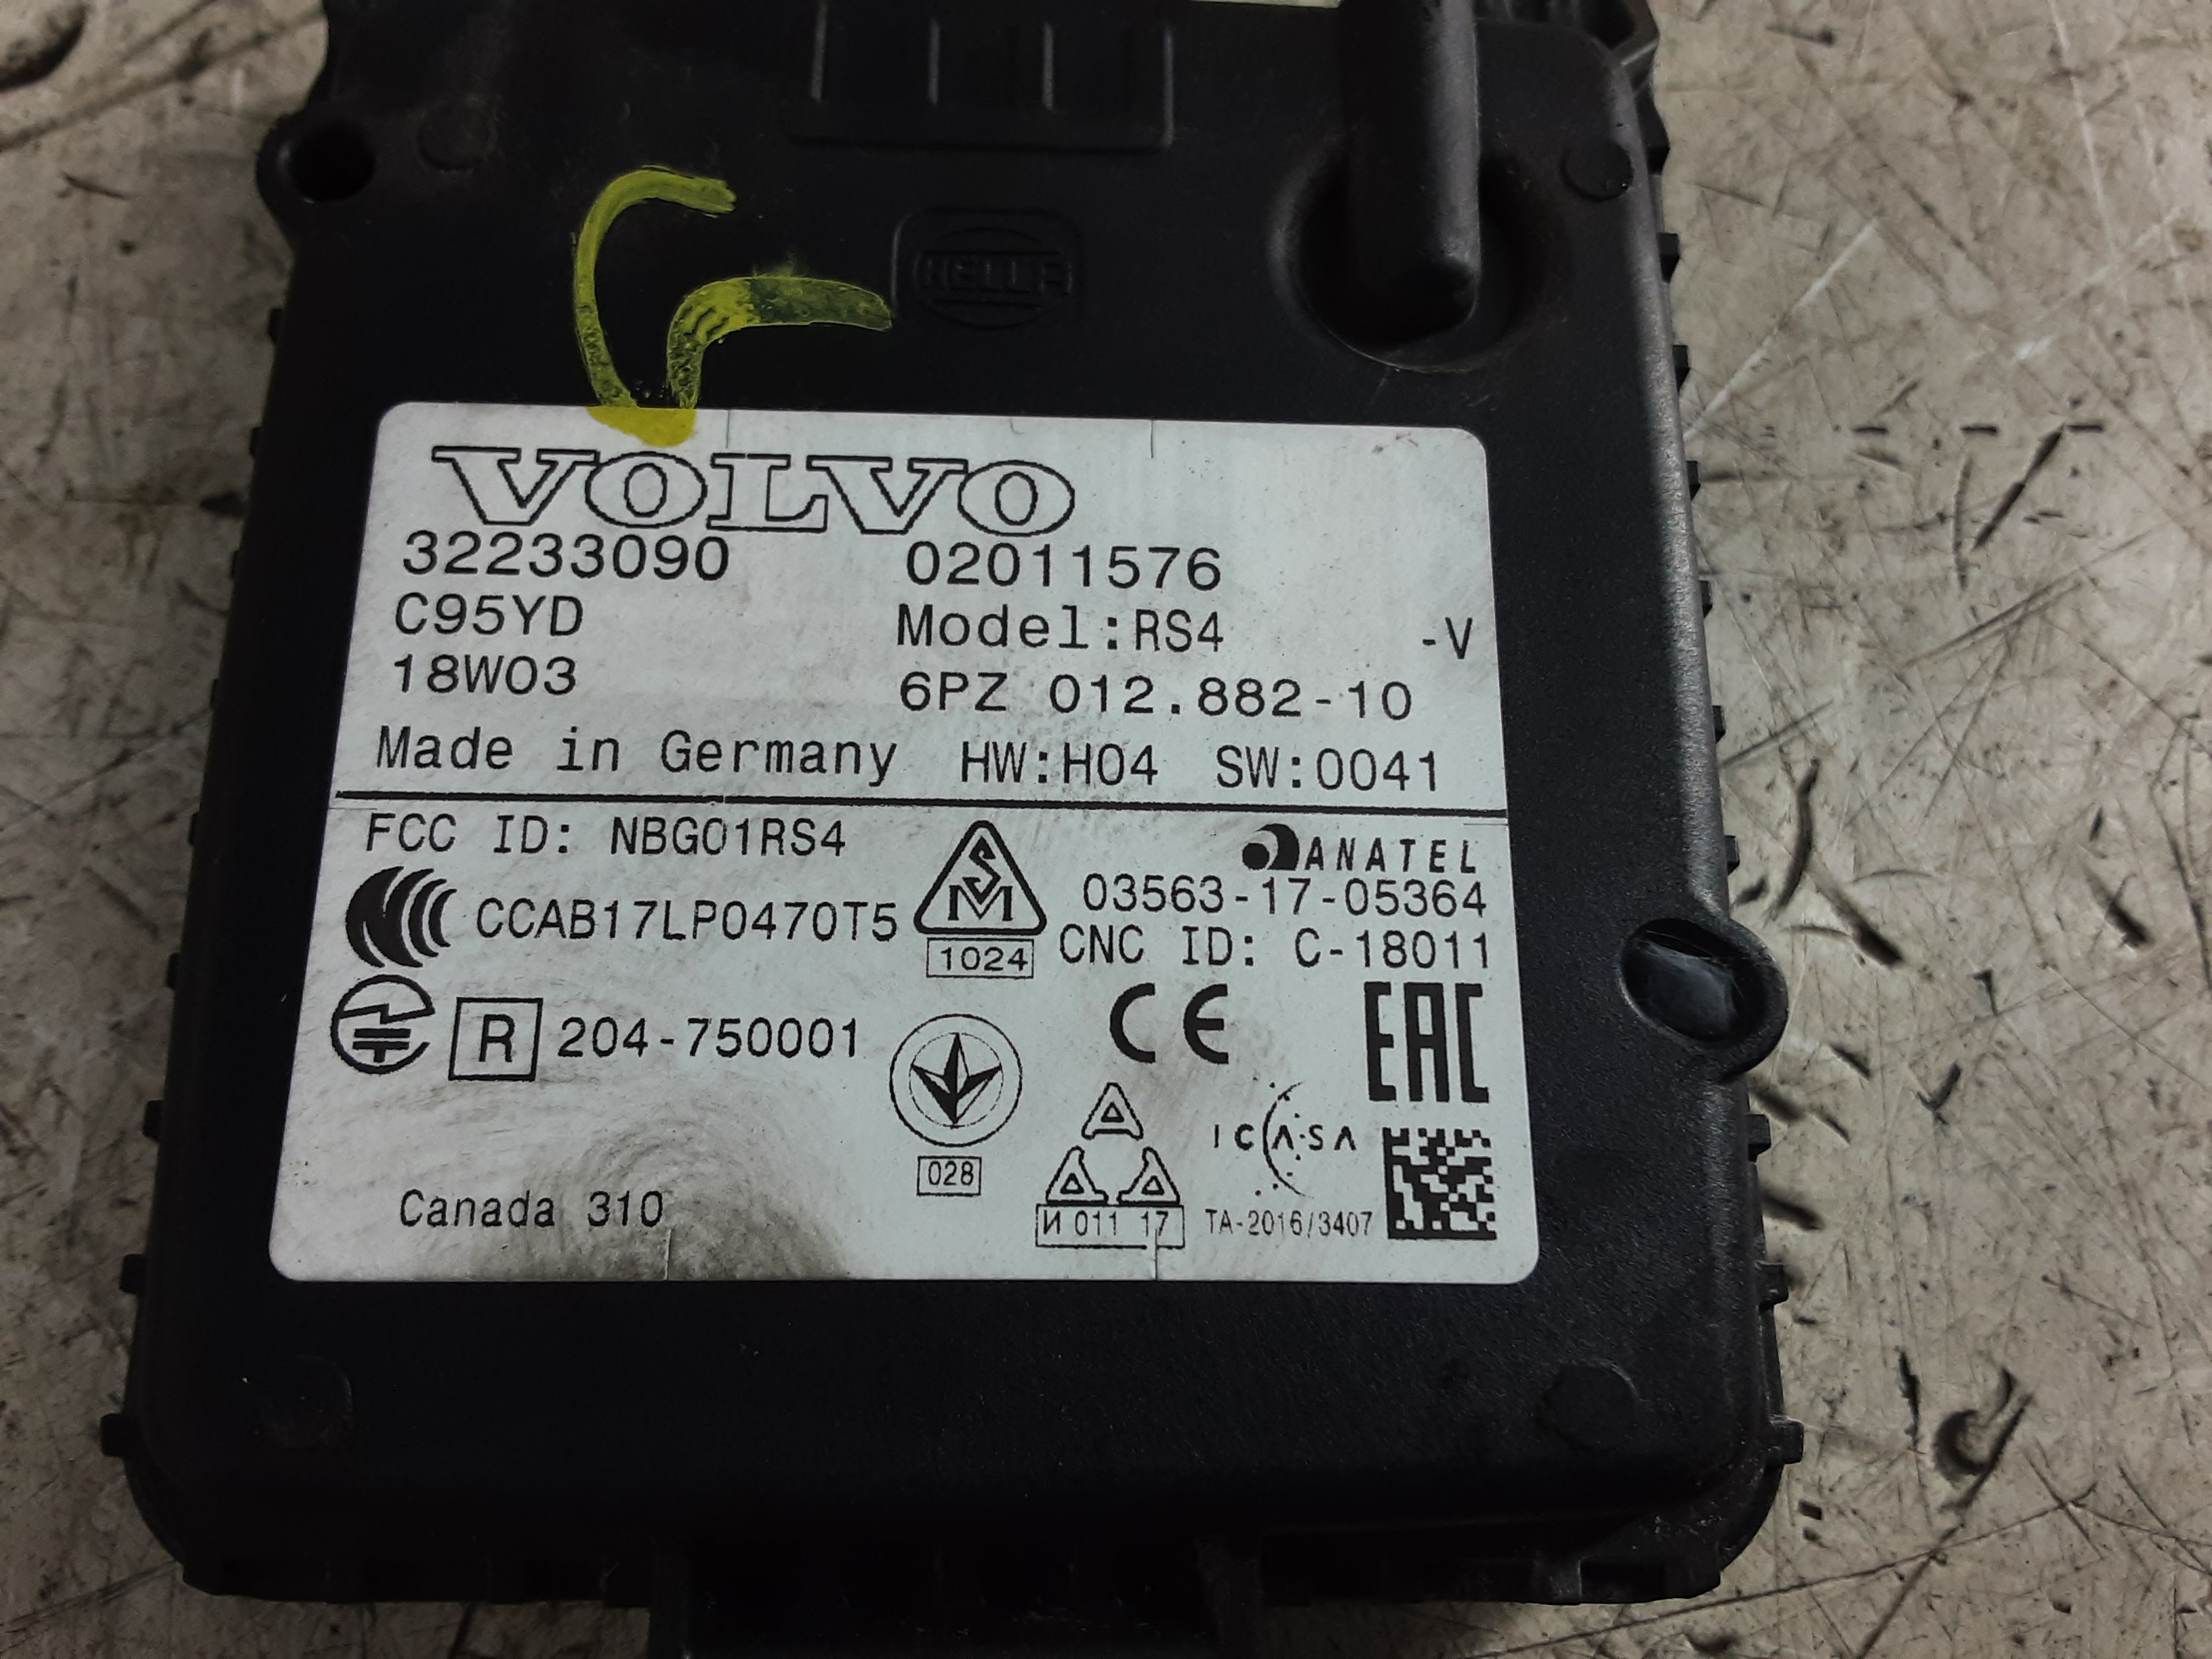 HELLA
VOLVO
32233090 02011576
C95YD Model:RS4 -V
18W03 6PZ 012.882-10
Made in Germany HW:H04 SW:0041
FCC ID: NBG01RS4 ANATEL
CCAB17LP0470T5 SM 03563-17-05364
1024 CNC ID: C-18011
R 204-750001 CE EAC
ICASA
028
Canada 310 И 011 17 TA-2016/3407